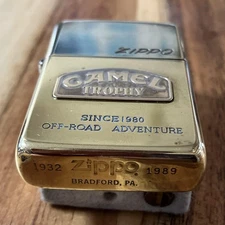 ZIPPO
CAMEL
TROPHY
SINCE 1980
OFF-ROAD ADVENTURE
1932 Zippo 1989
BRADFORD, PA.